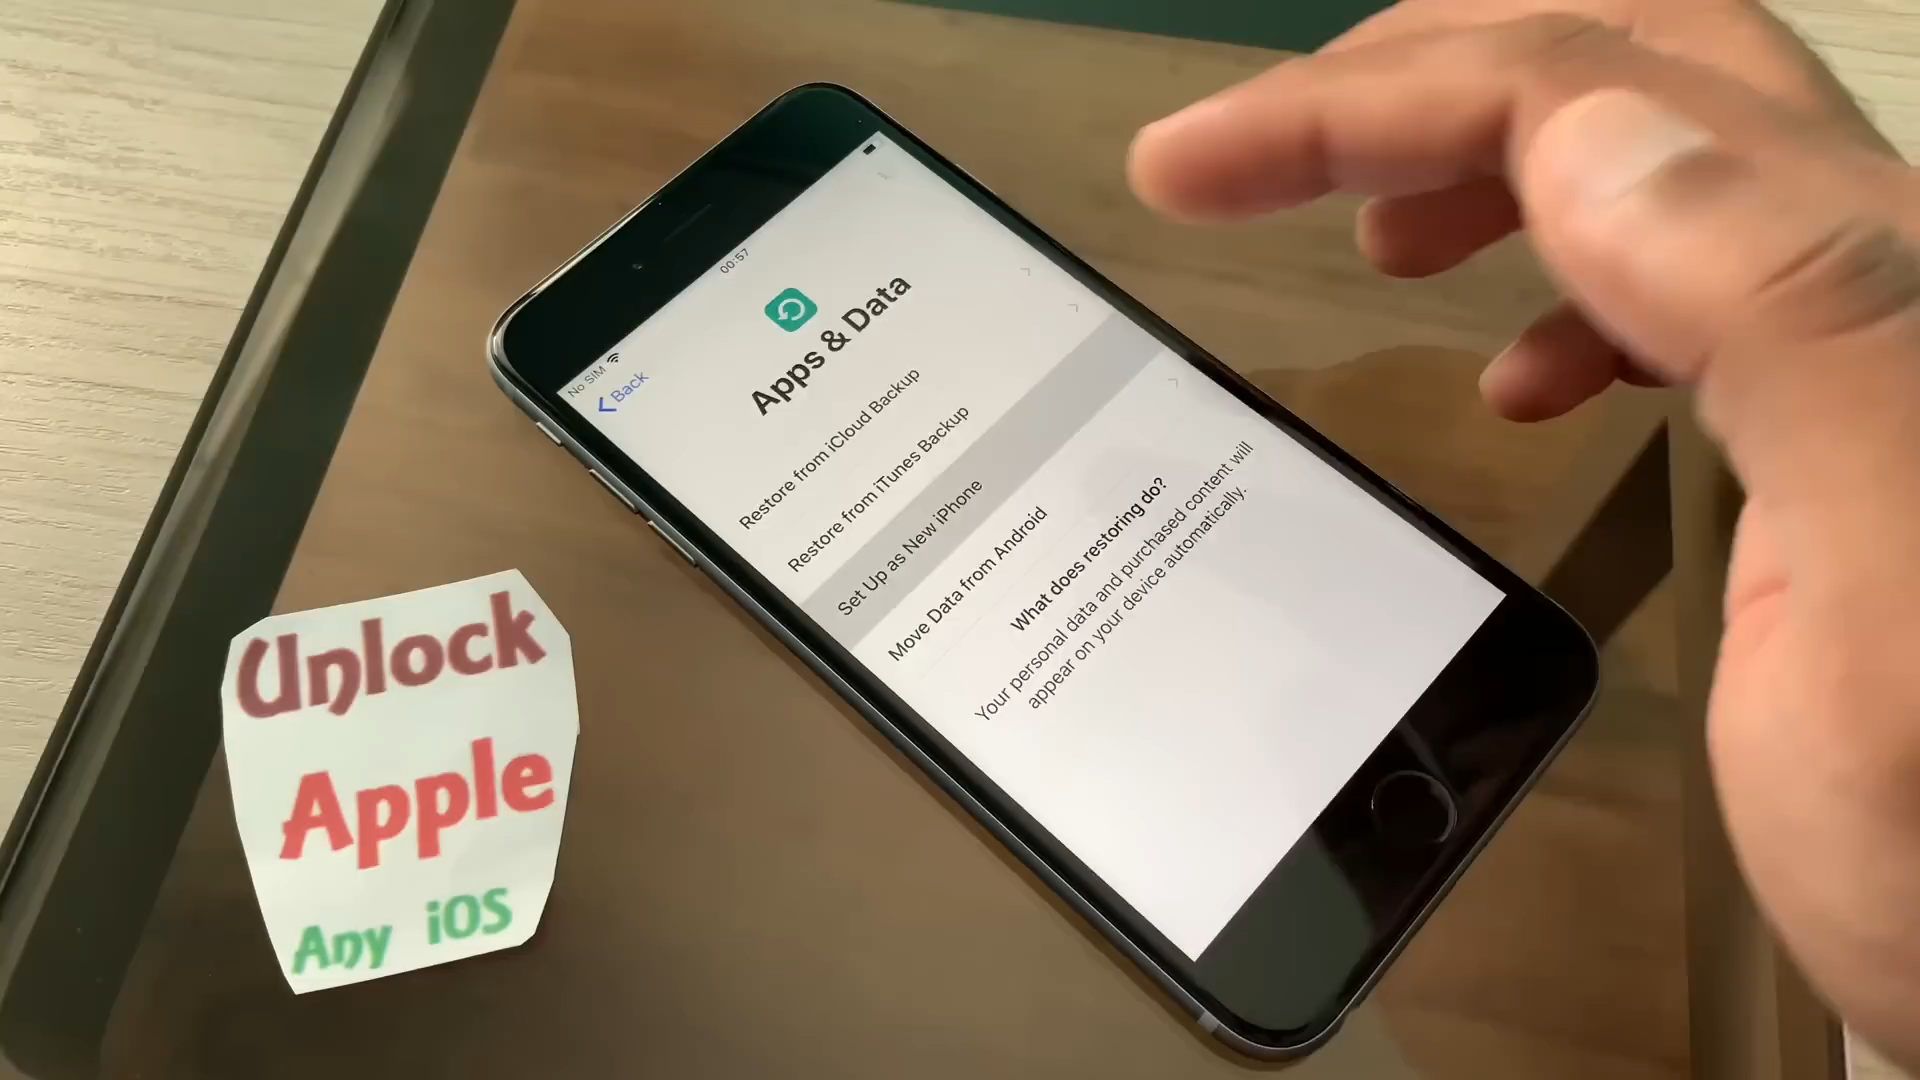 No SIM
00:57
Back
Apps & Data
Restore from iCloud Backup
Restore from iTunes Backup
Set Up as New iPhone
Move Data from Android
What does restoring do?
Your personal data and purchased content will
appear on your device automatically.
Unlock
Apple
Any iOS